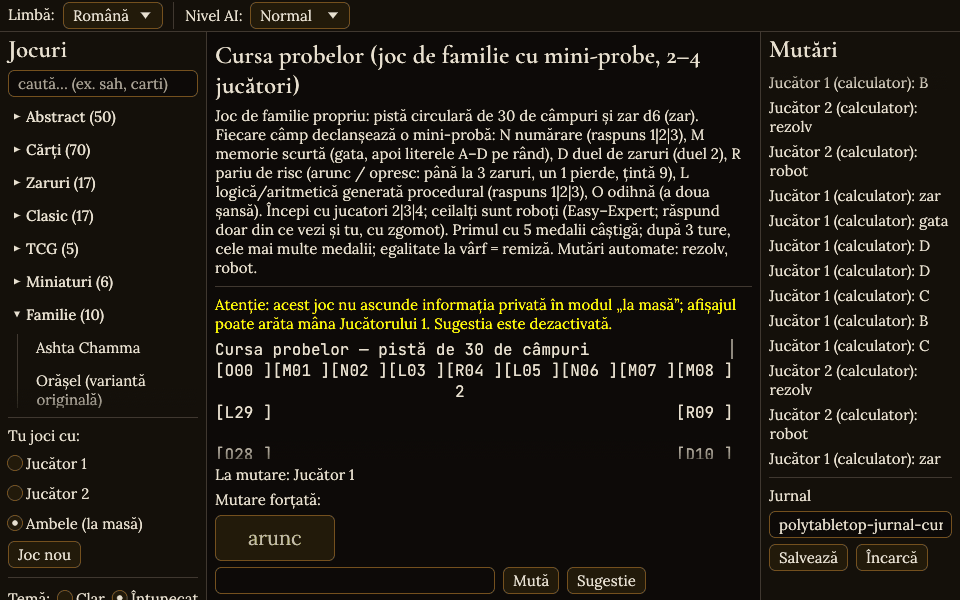 Limbă: Română ▼ Nivel AI: Normal ▼
Jocuri
caută... (ex. sah, carti)
▸ Abstract (50)
▸ Cărți (70)
▸ Zaruri (17)
▸ Clasic (17)
▸ TCG (5)
▸ Miniaturi (6)
▾ Familie (10)
Ashta Chamma
Orășel (variantă
originală)
Tu joci cu:
Jucător 1
Jucător 2
Ambele (la masă)
Joc nou
Temă: Clar Întunecat
Cursa probelor (joc de familie cu mini-probe, 2–4
jucători)
Joc de familie propriu: pistă circulară de 30 de câmpuri și zar d6 (zar).
Fiecare câmp declanșează o mini-probă: N numărare (raspuns 1|2|3), M
memorie scurtă (gata, apoi literele A–D pe rând), D duel de zaruri (duel 2), R
pariu de risc (arunc / opresc: până la 3 zaruri, un 1 pierde, țintă 9), L
logică/aritmetică generată procedural (raspuns 1|2|3), O odihnă (a doua
șansă). Începi cu jucatori 2|3|4; ceilalți sunt roboți (Easy–Expert; răspund
doar din ce vezi și tu, cu zgomot). Primul cu 5 medalii câștigă; după 3 ture,
cele mai multe medalii; egalitate la vârf = remiză. Mutări automate: rezolv,
robot.
Atenție: acest joc nu ascunde informația privată în modul „la masă”; afișajul
poate arăta mâna Jucătorului 1. Sugestia este dezactivată.
Cursa probelor — pistă de 30 de câmpuri |
[O00 ][M01 ][N02 ][L03 ][R04 ][L05 ][N06 ][M07 ][M08 ]
2
[L29 ] [R09 ]
[O28 ] [D10 ]
La mutare: Jucător 1
Mutare forțată:
arunc
Mută Sugestie
Mutări
Jucător 1 (calculator): B
Jucător 2 (calculator):
rezolv
Jucător 2 (calculator):
robot
Jucător 1 (calculator): zar
Jucător 1 (calculator): gata
Jucător 1 (calculator): D
Jucător 1 (calculator): D
Jucător 1 (calculator): C
Jucător 1 (calculator): B
Jucător 1 (calculator): C
Jucător 2 (calculator):
rezolv
Jucător 2 (calculator):
robot
Jucător 1 (calculator): zar
Jurnal
polytabletop-jurnal-cur
Salvează Încarcă